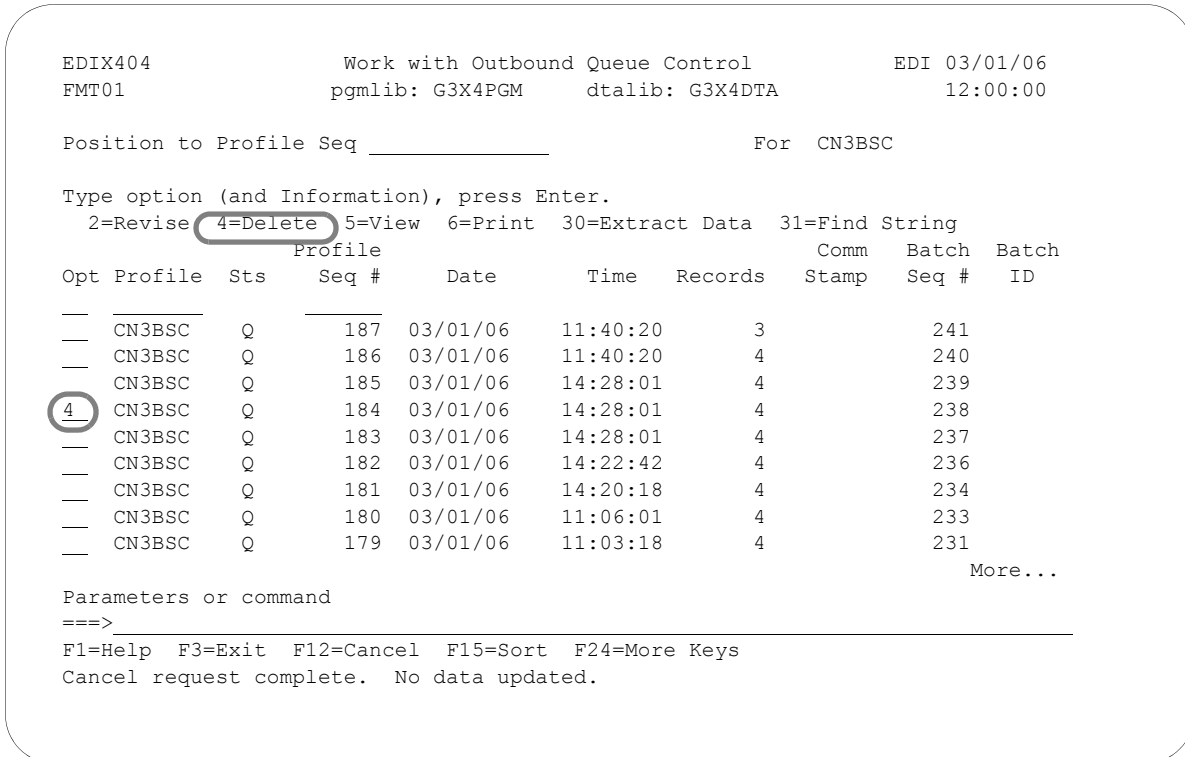 EDIX404 Work with Outbound Queue Control EDI 03/01/06
FMT01 pgmlib: G3X4PGM dtalib: G3X4DTA 12:00:00
Position to Profile Seq For CN3BSC
Type option (and Information), press Enter.
2=Revise 4=Delete 5=View 6=Print 30=Extract Data 31=Find String
Profile Comm Batch Batch
Opt Profile Sts Seq # Date Time Records Stamp Seq # ID
CN3BSC Q 187 03/01/06 11:40:20 3 241
CN3BSC Q 186 03/01/06 11:40:20 4 240
CN3BSC Q 185 03/01/06 14:28:01 4 239
4 CN3BSC Q 184 03/01/06 14:28:01 4 238
CN3BSC Q 183 03/01/06 14:28:01 4 237
CN3BSC Q 182 03/01/06 14:22:42 4 236
CN3BSC Q 181 03/01/06 14:20:18 4 234
CN3BSC Q 180 03/01/06 11:06:01 4 233
CN3BSC Q 179 03/01/06 11:03:18 4 231
More...
Parameters or command
===>
F1=Help F3=Exit F12=Cancel F15=Sort F24=More Keys
Cancel request complete. No data updated.